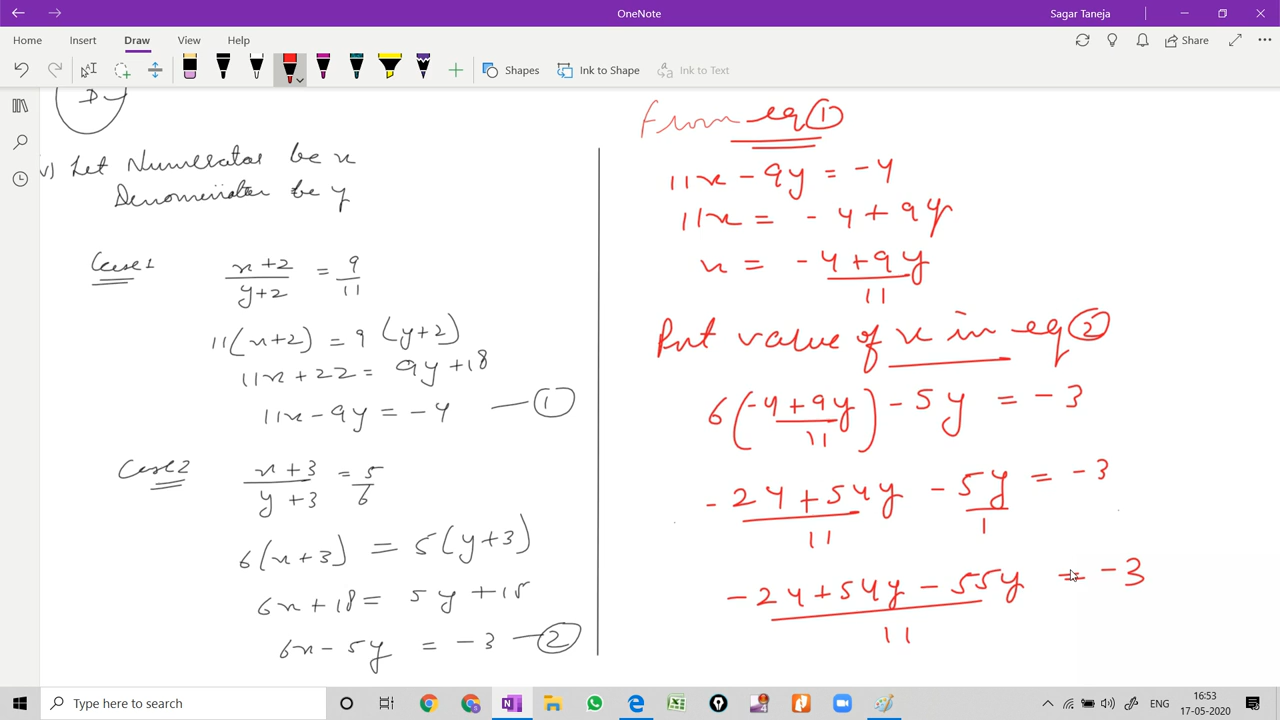 OneNote
Sagar Taneja
Home Insert Draw View Help
Share
Shapes
Ink to Shape
Ink to Text
D y
v) Let Numerator be x
Denominator be y
Case 1
x+2 / y+2 = 9/11
11(x+2) = 9 (y+2)
11x+22 = 9y+18
11x-9y = -4 — ①
Case 2
x+3 / y+3 = 5/6
6(x+3) = 5(y+3)
6x+18 = 5y+15
6x-5y = -3 — ②
From eq ①
11x - 9y = -4
11x = -4+9y
x = -4+9y / 11
Put value of x in eq ②
6(-4+9y / 11) - 5y = -3
-24+54y / 11 - 5y / 1 = -3
-24+54y-55y / 11 = -3
Type here to search
ENG
16:53
17-05-2020